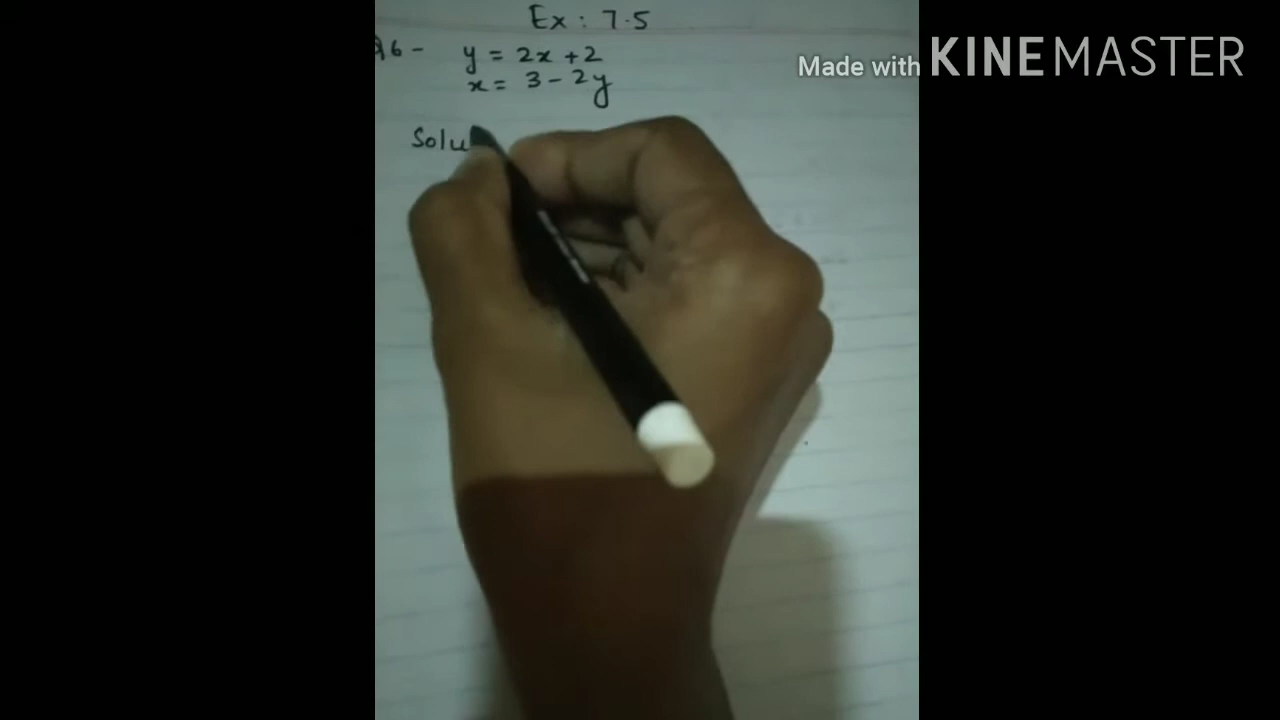 Ex : 7.5
Q6 - y = 2x + 2
x = 3 - 2y
Solu
Made with KINEMASTER